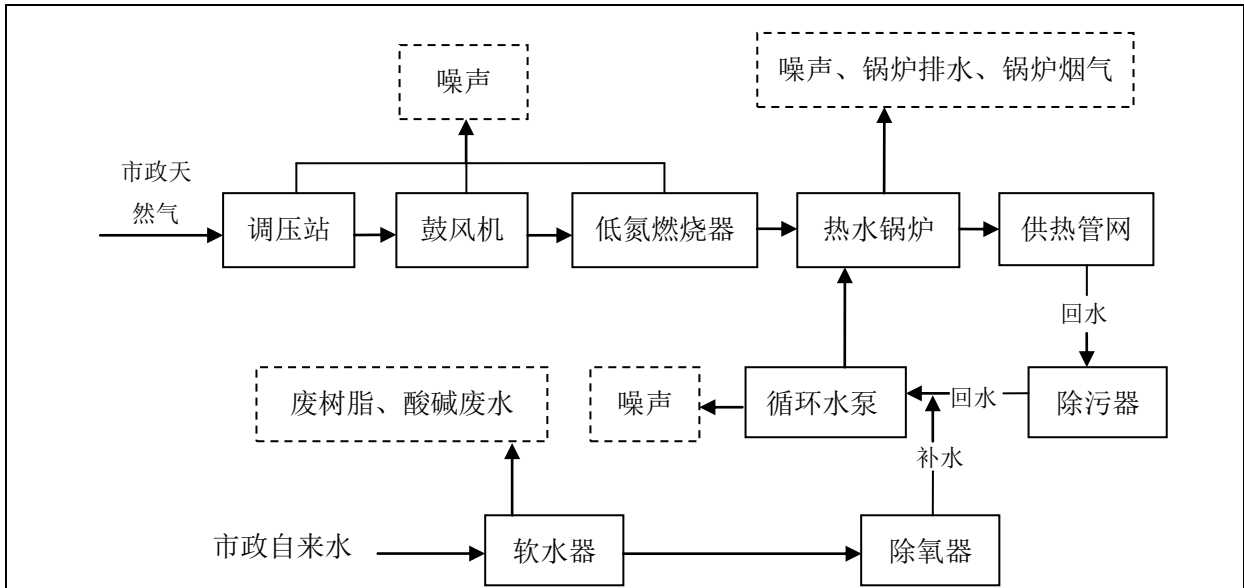 噪声
噪声、锅炉排水、锅炉烟气
市政天
然气
调压站
鼓风机
低氮燃烧器
热水锅炉
供热管网
回水
废树脂、酸碱废水
噪声
循环水泵
回水
除污器
补水
市政自来水
软水器
除氧器